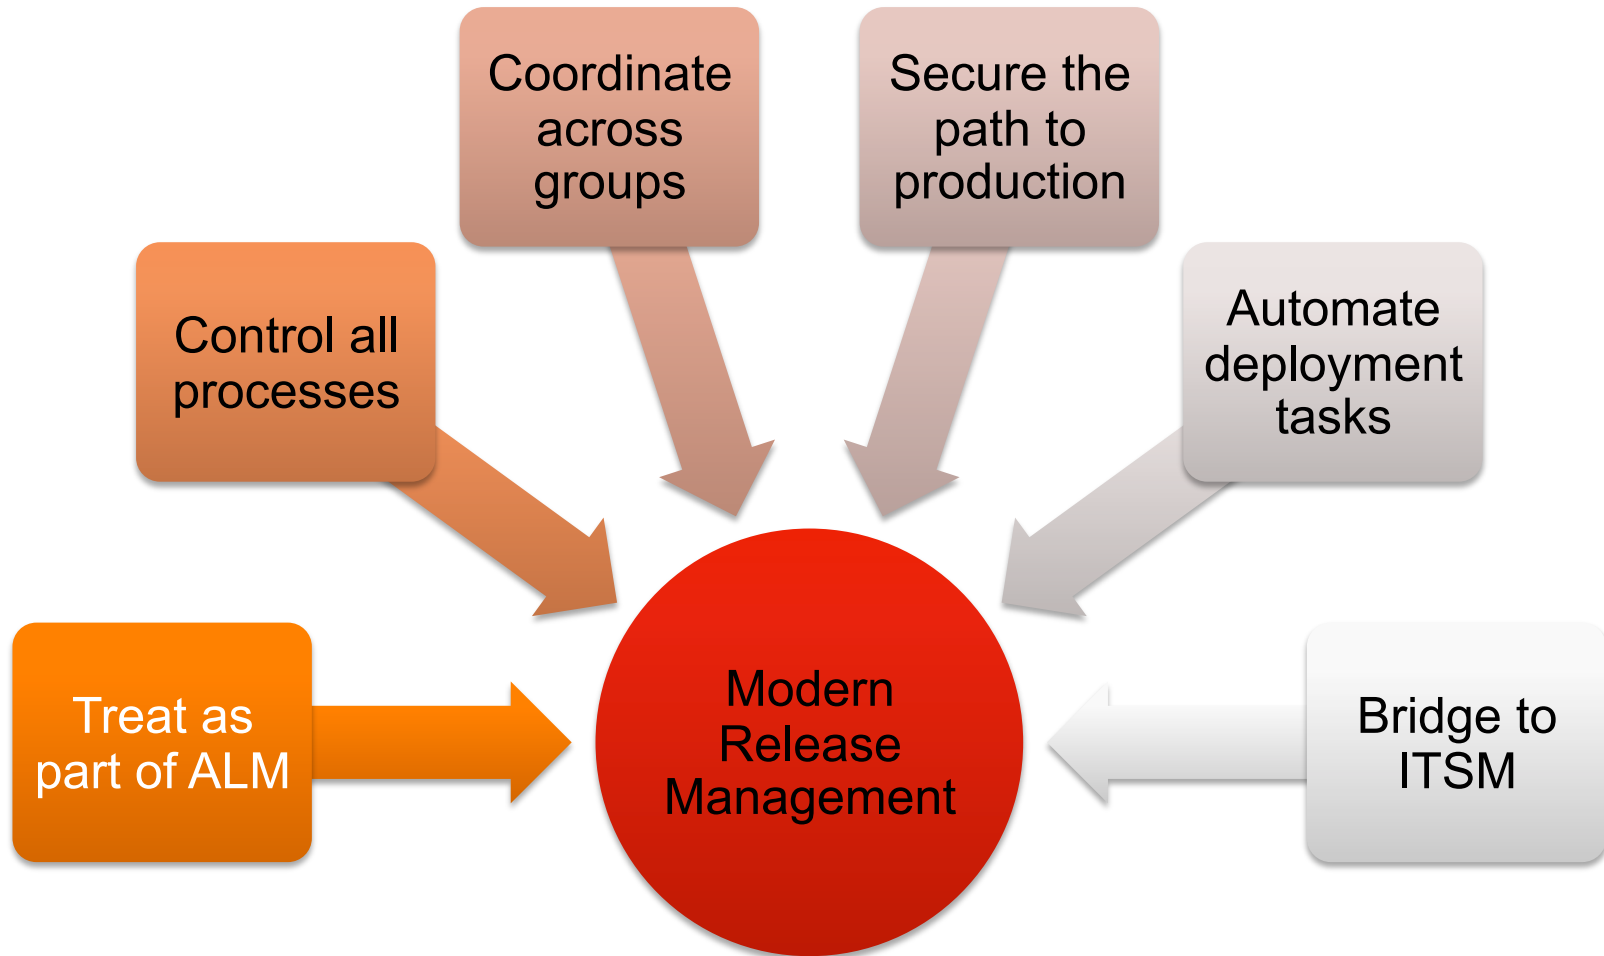 Coordinate
across
groups
Secure the
path to
production
Control all
processes
Automate
deployment
tasks
Treat as
part of ALM
Modern
Release
Management
Bridge to
ITSM